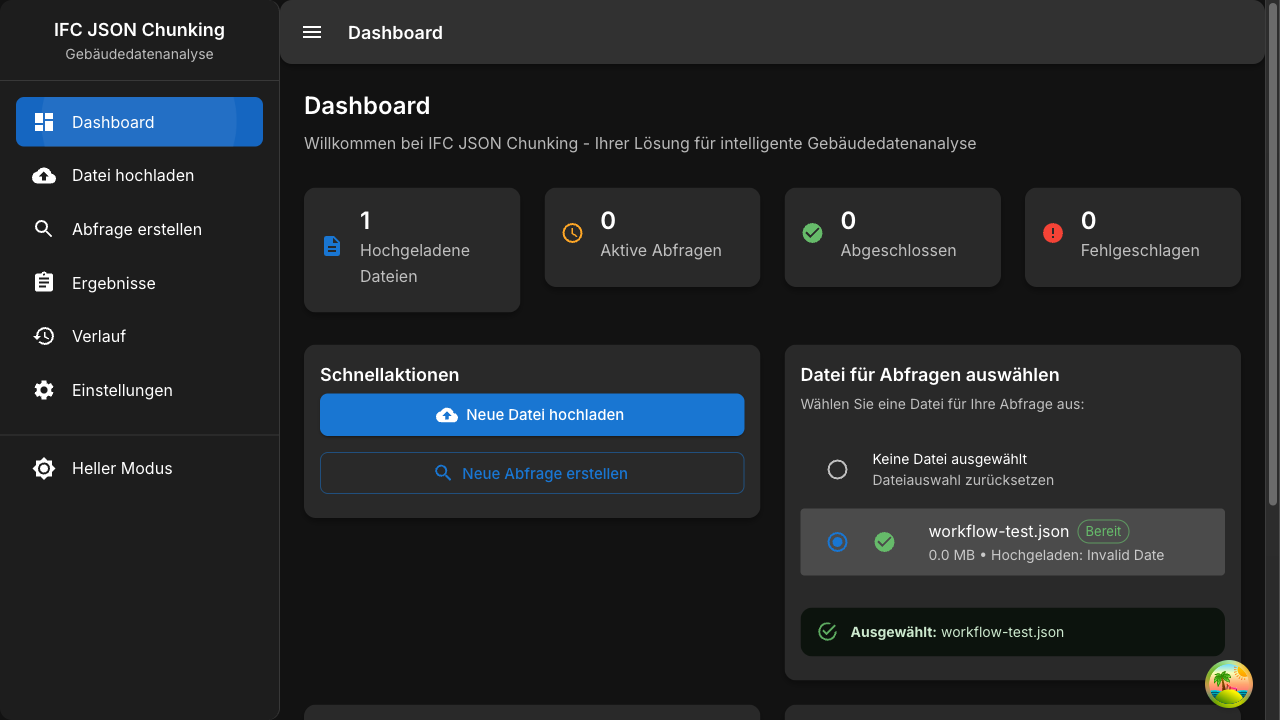 IFC JSON Chunking
Gebäudedatenanalyse
Dashboard
Datei hochladen
Abfrage erstellen
Ergebnisse
Verlauf
Einstellungen
Heller Modus
Dashboard
Dashboard
Willkommen bei IFC JSON Chunking - Ihrer Lösung für intelligente Gebäudedatenanalyse
1
Hochgeladene
Dateien
0
Aktive Abfragen
0
Abgeschlossen
0
Fehlgeschlagen
Schnellaktionen
Neue Datei hochladen
Neue Abfrage erstellen
Datei für Abfragen auswählen
Wählen Sie eine Datei für Ihre Abfrage aus:
Keine Datei ausgewählt
Dateiauswahl zurücksetzen
workflow-test.json Bereit
0.0 MB • Hochgeladen: Invalid Date
Ausgewählt: workflow-test.json